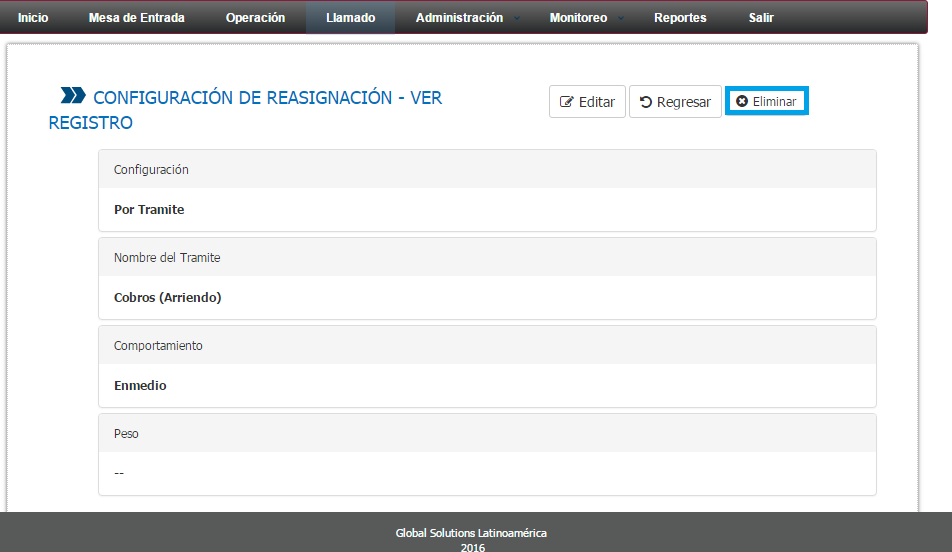 Inicio Mesa de Entrada Operación Llamado Administración Monitoreo Reportes Salir
CONFIGURACIÓN DE REASIGNACIÓN - VER
REGISTRO
Editar Regresar Eliminar
Configuración
Por Tramite
Nombre del Tramite
Cobros (Arriendo)
Comportamiento
Enmedio
Peso
--
Global Solutions Latinoamérica
2016